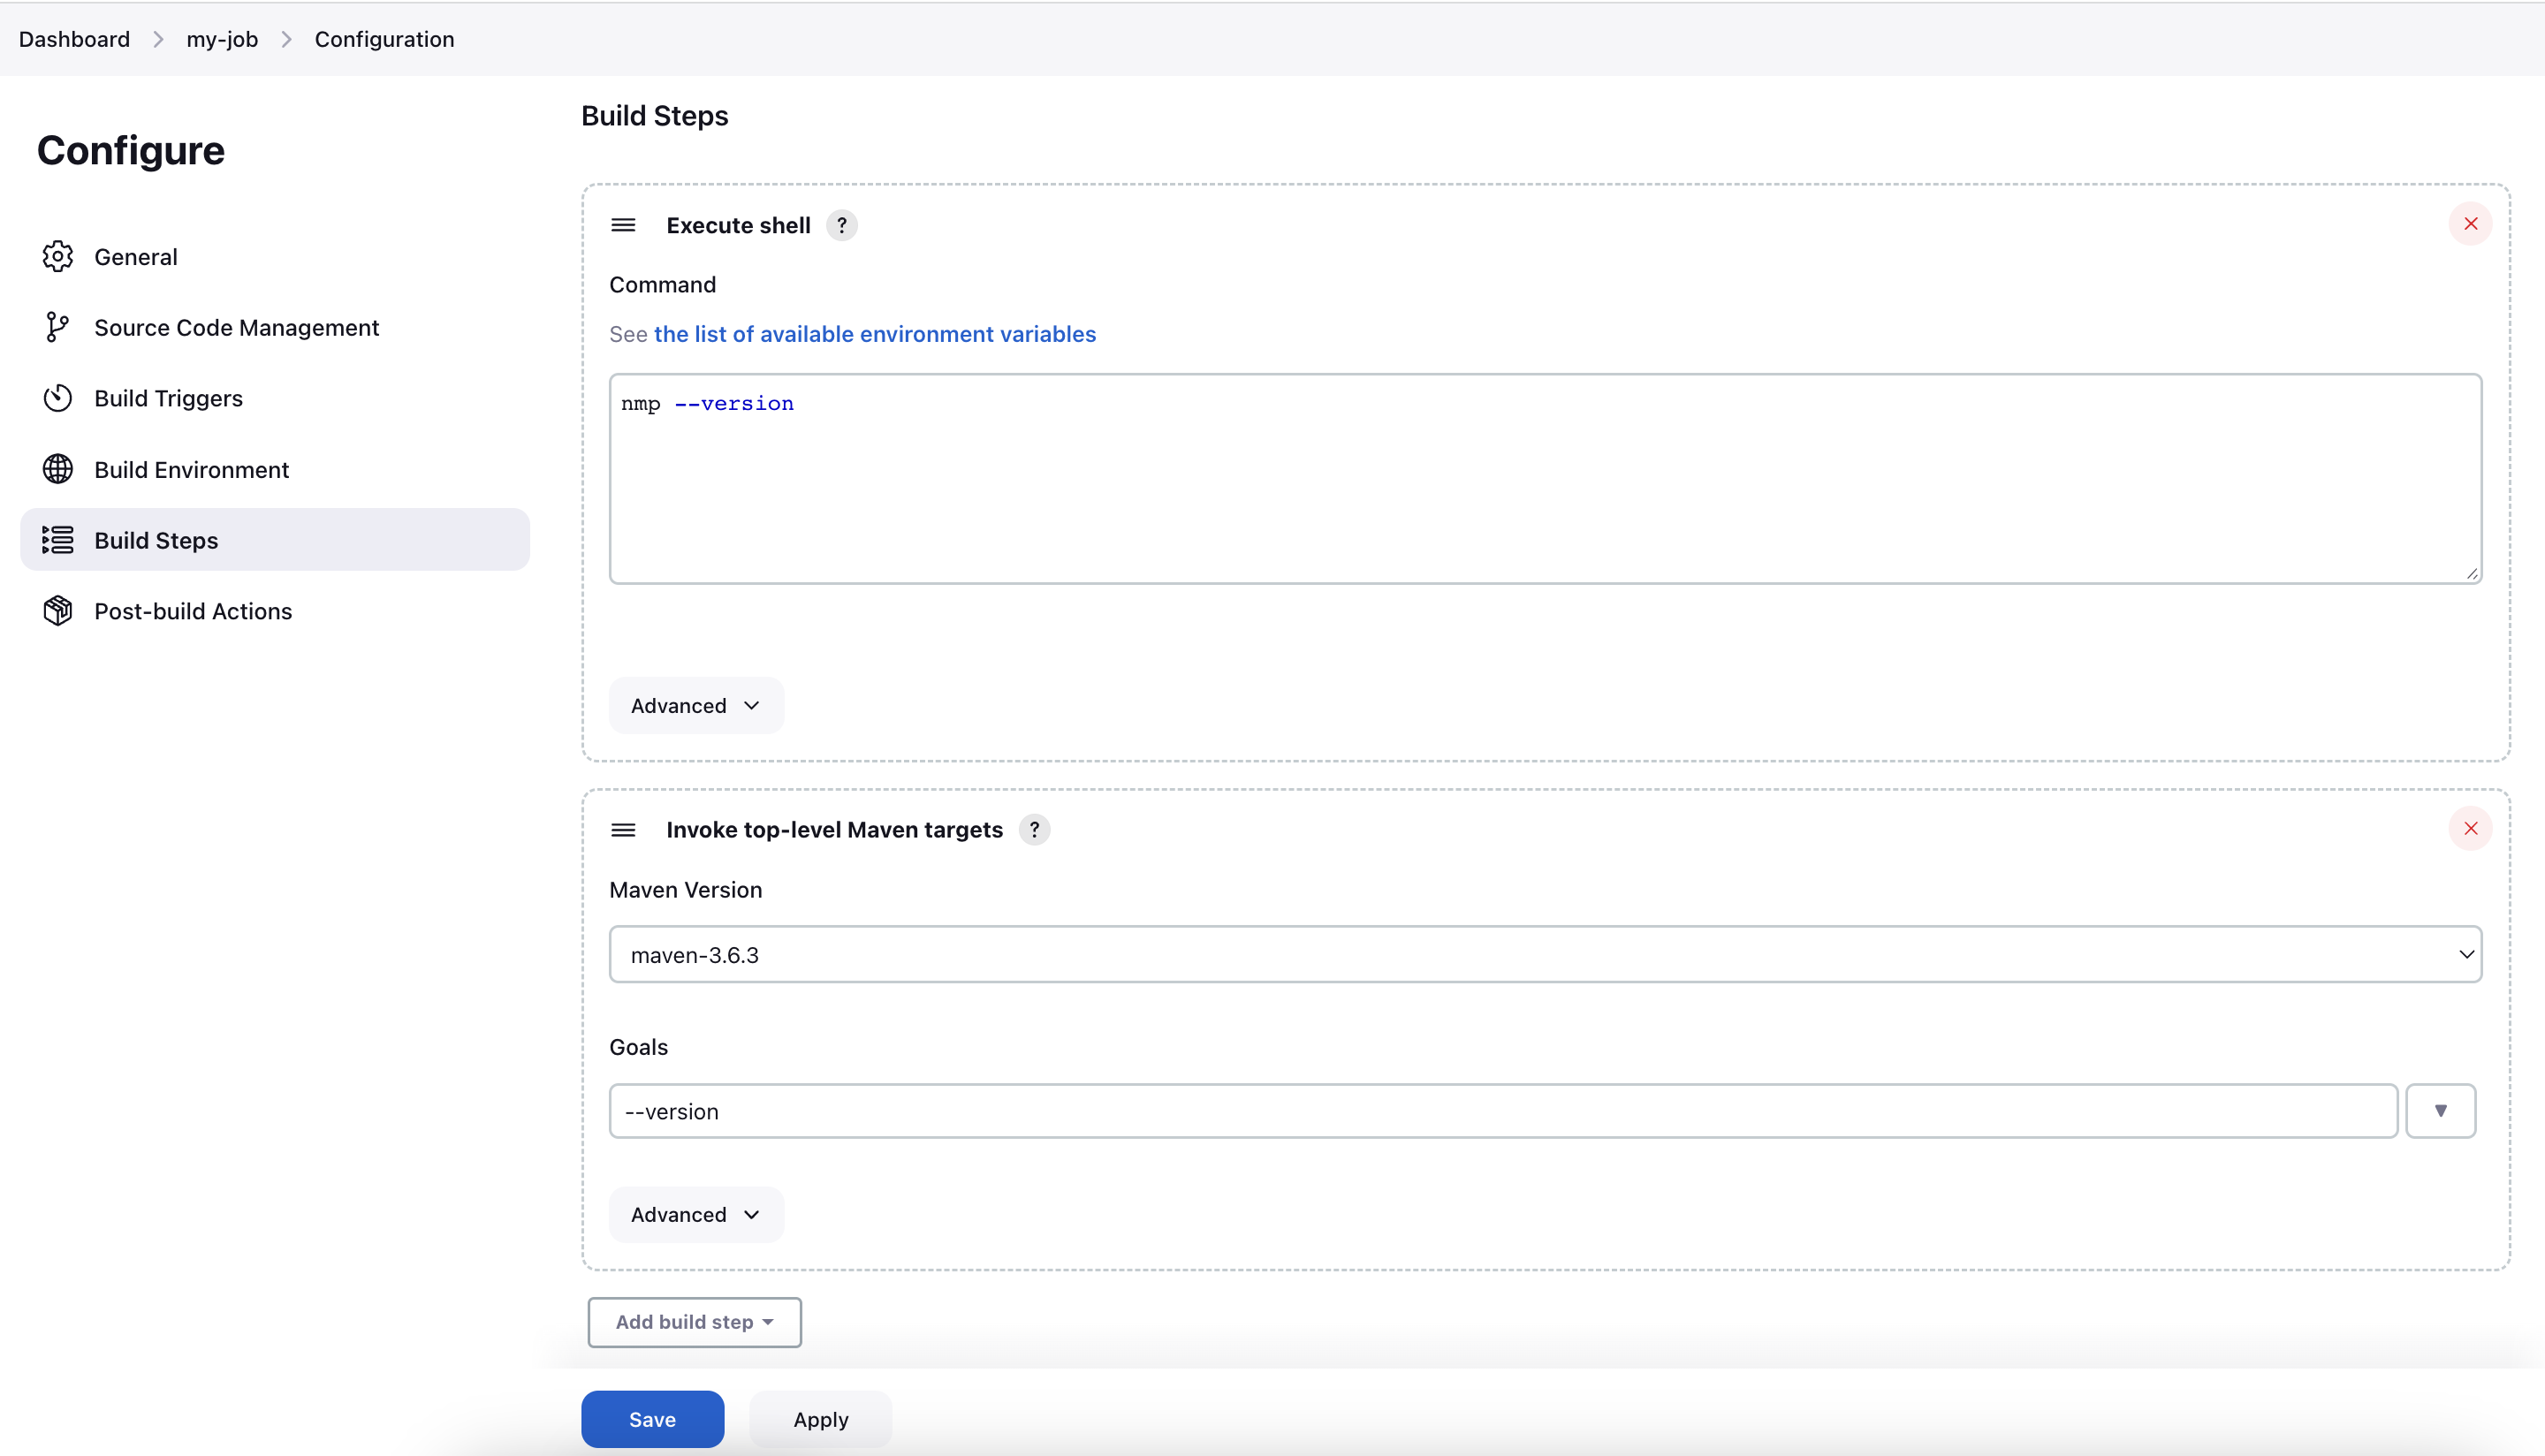 Dashboard > my-job > Configuration
Configure
General
Source Code Management
Build Triggers
Build Environment
Build Steps
Post-build Actions
Build Steps
Execute shell ?
Command
See the list of available environment variables
nmp --version
Advanced
Invoke top-level Maven targets ?
Maven Version
maven-3.6.3
Goals
--version
Advanced
Add build step
Save Apply